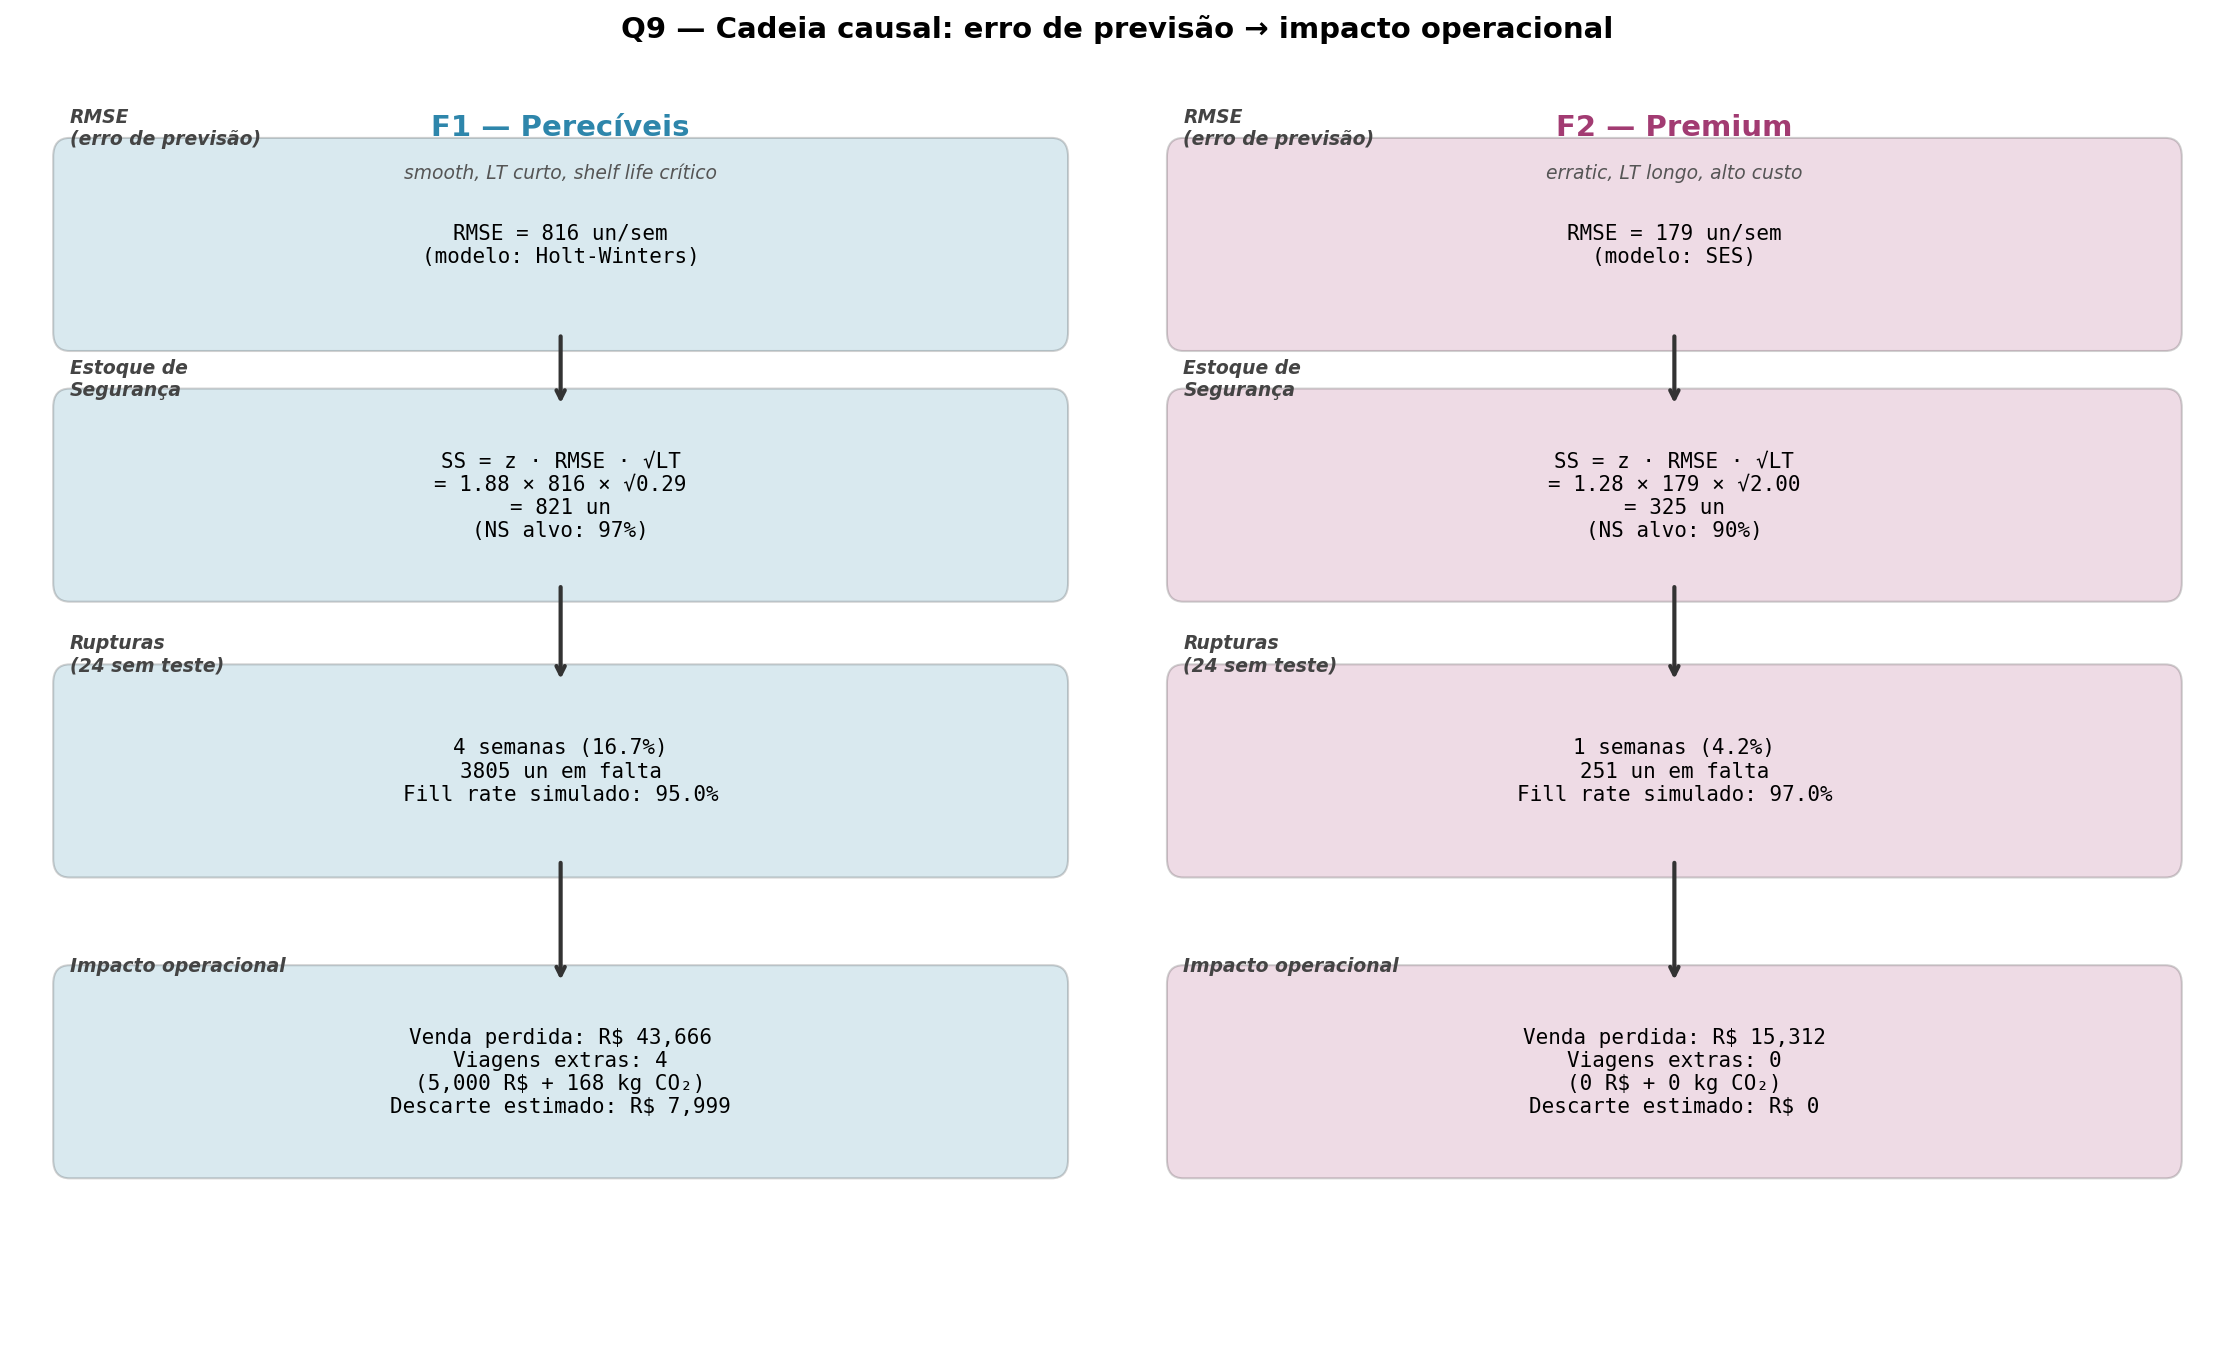 Q9 — Cadeia causal: erro de previsão → impacto operacional
F1 — Perecíveis
RMSE
(erro de previsão)
smooth, LT curto, shelf life crítico
RMSE = 816 un/sem
(modelo: Holt-Winters)
Estoque de
Segurança
SS = z · RMSE · √LT
= 1.88 × 816 × √0.29
= 821 un
(NS alvo: 97%)
Rupturas
(24 sem teste)
4 semanas (16.7%)
3805 un em falta
Fill rate simulado: 95.0%
Impacto operacional
Venda perdida: R$ 43,666
Viagens extras: 4
(5,000 R$ + 168 kg CO₂)
Descarte estimado: R$ 7,999
F2 — Premium
RMSE
(erro de previsão)
erratic, LT longo, alto custo
RMSE = 179 un/sem
(modelo: SES)
Estoque de
Segurança
SS = z · RMSE · √LT
= 1.28 × 179 × √2.00
= 325 un
(NS alvo: 90%)
Rupturas
(24 sem teste)
1 semanas (4.2%)
251 un em falta
Fill rate simulado: 97.0%
Impacto operacional
Venda perdida: R$ 15,312
Viagens extras: 0
(0 R$ + 0 kg CO₂)
Descarte estimado: R$ 0